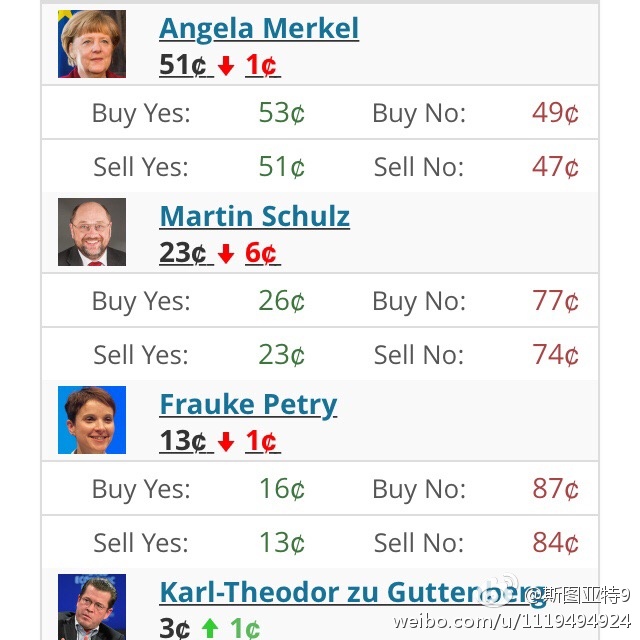 Angela Merkel
51¢ 1¢
Buy Yes: 53¢ Buy No: 49¢
Sell Yes: 51¢ Sell No: 47¢
Martin Schulz
23¢ 6¢
Buy Yes: 26¢ Buy No: 77¢
Sell Yes: 23¢ Sell No: 74¢
Frauke Petry
13¢ 1¢
Buy Yes: 16¢ Buy No: 87¢
Sell Yes: 13¢ Sell No: 84¢
Karl-Theodor zu Guttenberg
3¢ 1¢
@斯图亚特9
weibo.com/u/1119494924